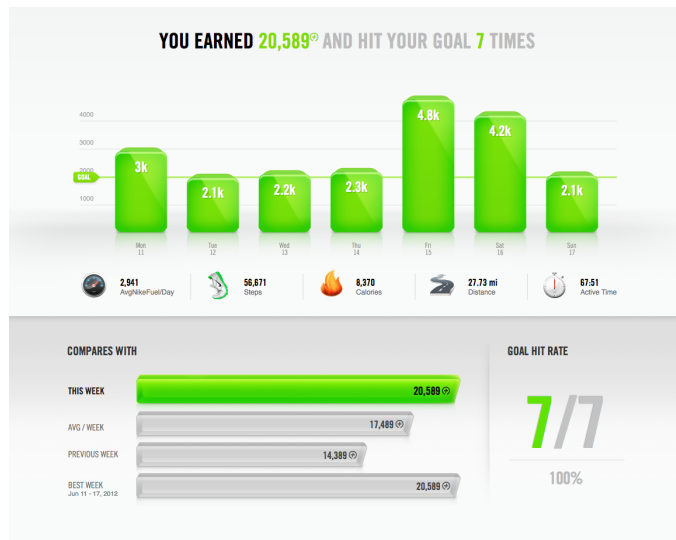 YOU EARNED 20,589 AND HIT YOUR GOAL 7 TIMES
4000
3000
2000
GOAL
1000
3k
2.1k
2.2k
2.3k
4.8k
4.2k
2.1k
Mon
11
Tue
12
Wed
13
Thu
14
Fri
15
Sat
16
Sun
17
2,941
AvgNikeFuel/Day
56,671
Steps
8,370
Calories
27.73 mi
Distance
67:51
Active Time
COMPARES WITH
THIS WEEK 20,589
AVG / WEEK 17,489
PREVIOUS WEEK 14,389
BEST WEEK 20,589
Jun 11 - 17, 2012
GOAL HIT RATE
7/7
100%